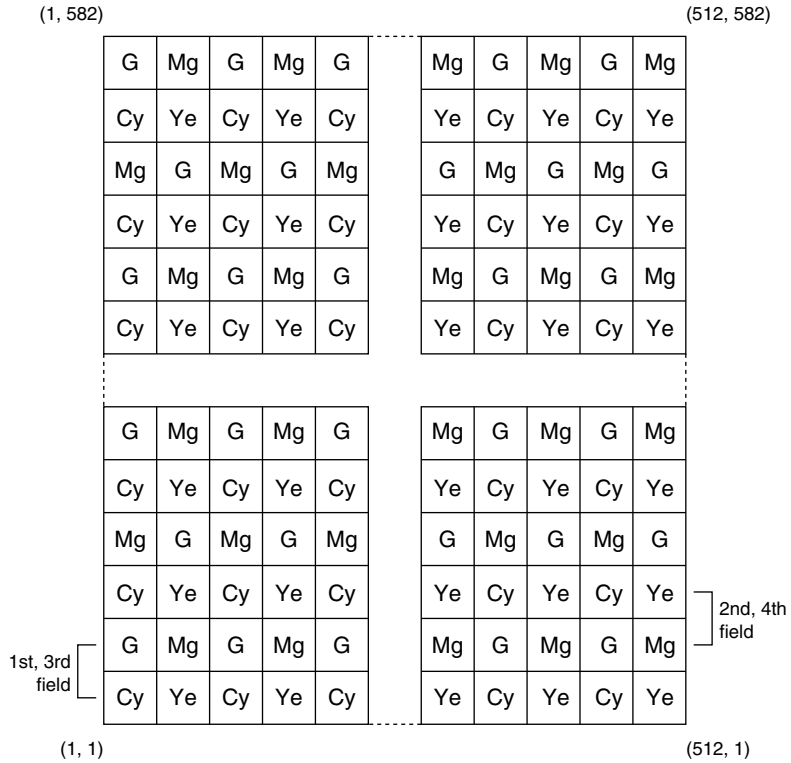 (1, 582) (512, 582)
G Mg G Mg G Mg G Mg G Mg
Cy Ye Cy Ye Cy Ye Cy Ye Cy Ye
Mg G Mg G Mg G Mg G Mg G
Cy Ye Cy Ye Cy Ye Cy Ye Cy Ye
G Mg G Mg G Mg G Mg G Mg
Cy Ye Cy Ye Cy Ye Cy Ye Cy Ye
G Mg G Mg G Mg G Mg G Mg
Cy Ye Cy Ye Cy Ye Cy Ye Cy Ye
Mg G Mg G Mg G Mg G Mg G
Cy Ye Cy Ye Cy Ye Cy Ye Cy Ye
2nd, 4th
field
G Mg G Mg G Mg G Mg G Mg
1st, 3rd
field
Cy Ye Cy Ye Cy Ye Cy Ye Cy Ye
(1, 1) (512, 1)